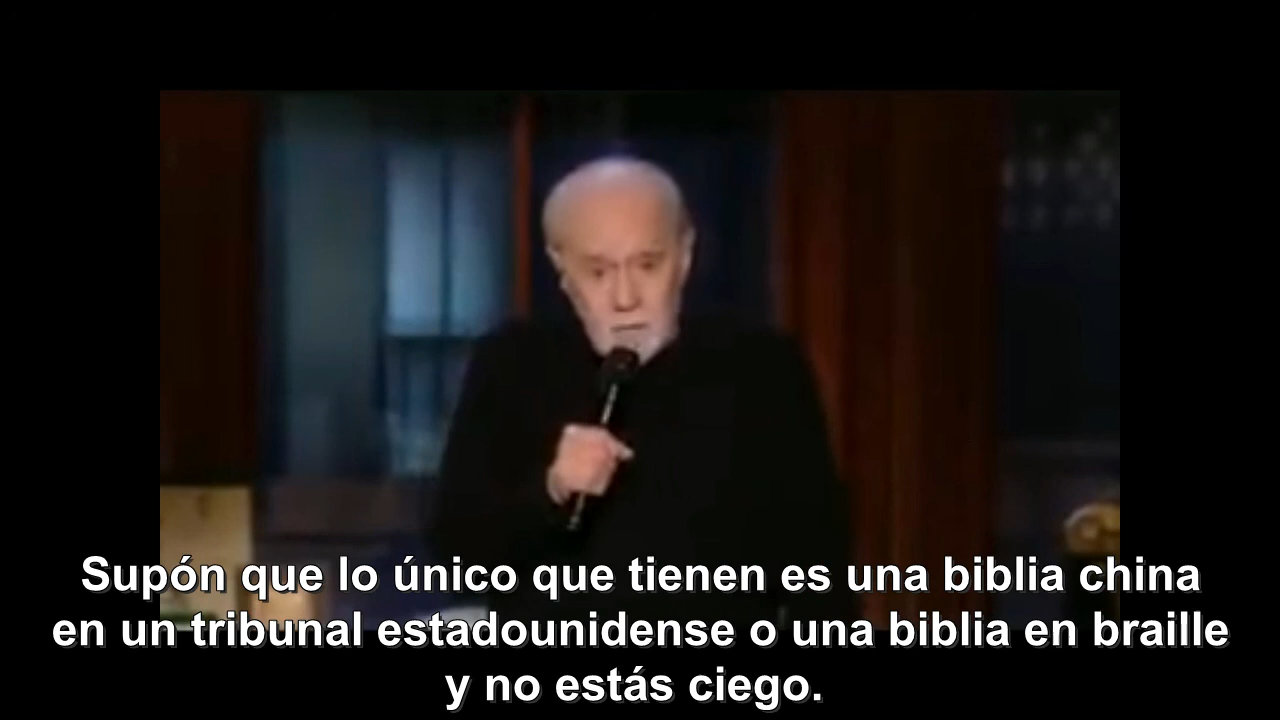 Supón que lo único que tienen es una biblia china
en un tribunal estadounidense o una biblia en braille
y no estás ciego.